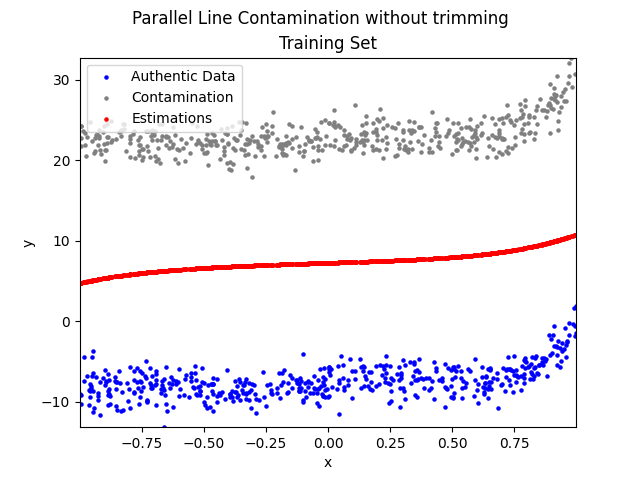 Parallel Line Contamination without trimming
Training Set
Authentic Data
Contamination
Estimations
30
20
10
0
−10
y
−0.75 −0.50 −0.25 0.00 0.25 0.50 0.75
x